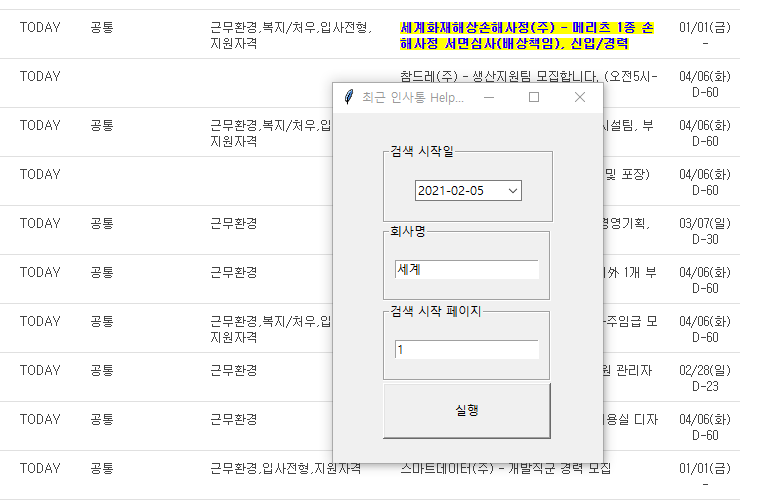 TODAY 공통 근무환경,복지/처우,입사전형, 세계화재해상손해사정(주) - 메리츠 1종 손 01/01(금)
지원자격 해사정 서면심사(배상책임), 신입/경력 -
TODAY 참드레(주) - 생산지원팀 모집합니다. (오전5시- 04/06(화)
D-60
최근 인사통 Help...
TODAY 공통 근무환경,복지/처우,입 시설팀, 부 04/06(화)
지원자격 D-60
검색 시작일
TODAY 및 포장) 04/06(화)
2021-02-05 D-60
TODAY 공통 근무환경 경영기획, 03/07(일)
회사명 D-30
TODAY 공통 근무환경 외 1개 부 04/06(화)
세계 D-60
검색 시작 페이지
TODAY 공통 근무환경,복지/처우,입 -주임급 모 04/06(화)
지원자격 D-60
1
TODAY 공통 근무환경 원 관리자 02/28(일)
D-23
실행
TODAY 공통 근무환경 미용실 디자 04/06(화)
D-60
TODAY 공통 근무환경,입사전형,지원자격 스마트데이터(주) - 개발직군 경력 모집 01/01(금)
-